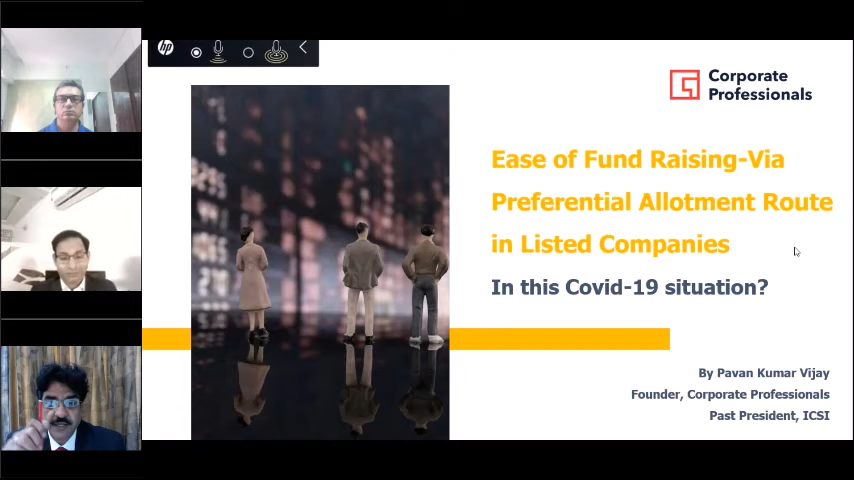 hp
Corporate
Professionals
Ease of Fund Raising-Via
Preferential Allotment Route
in Listed Companies
In this Covid-19 situation?
By Pavan Kumar Vijay
Founder, Corporate Professionals
Past President, ICSI